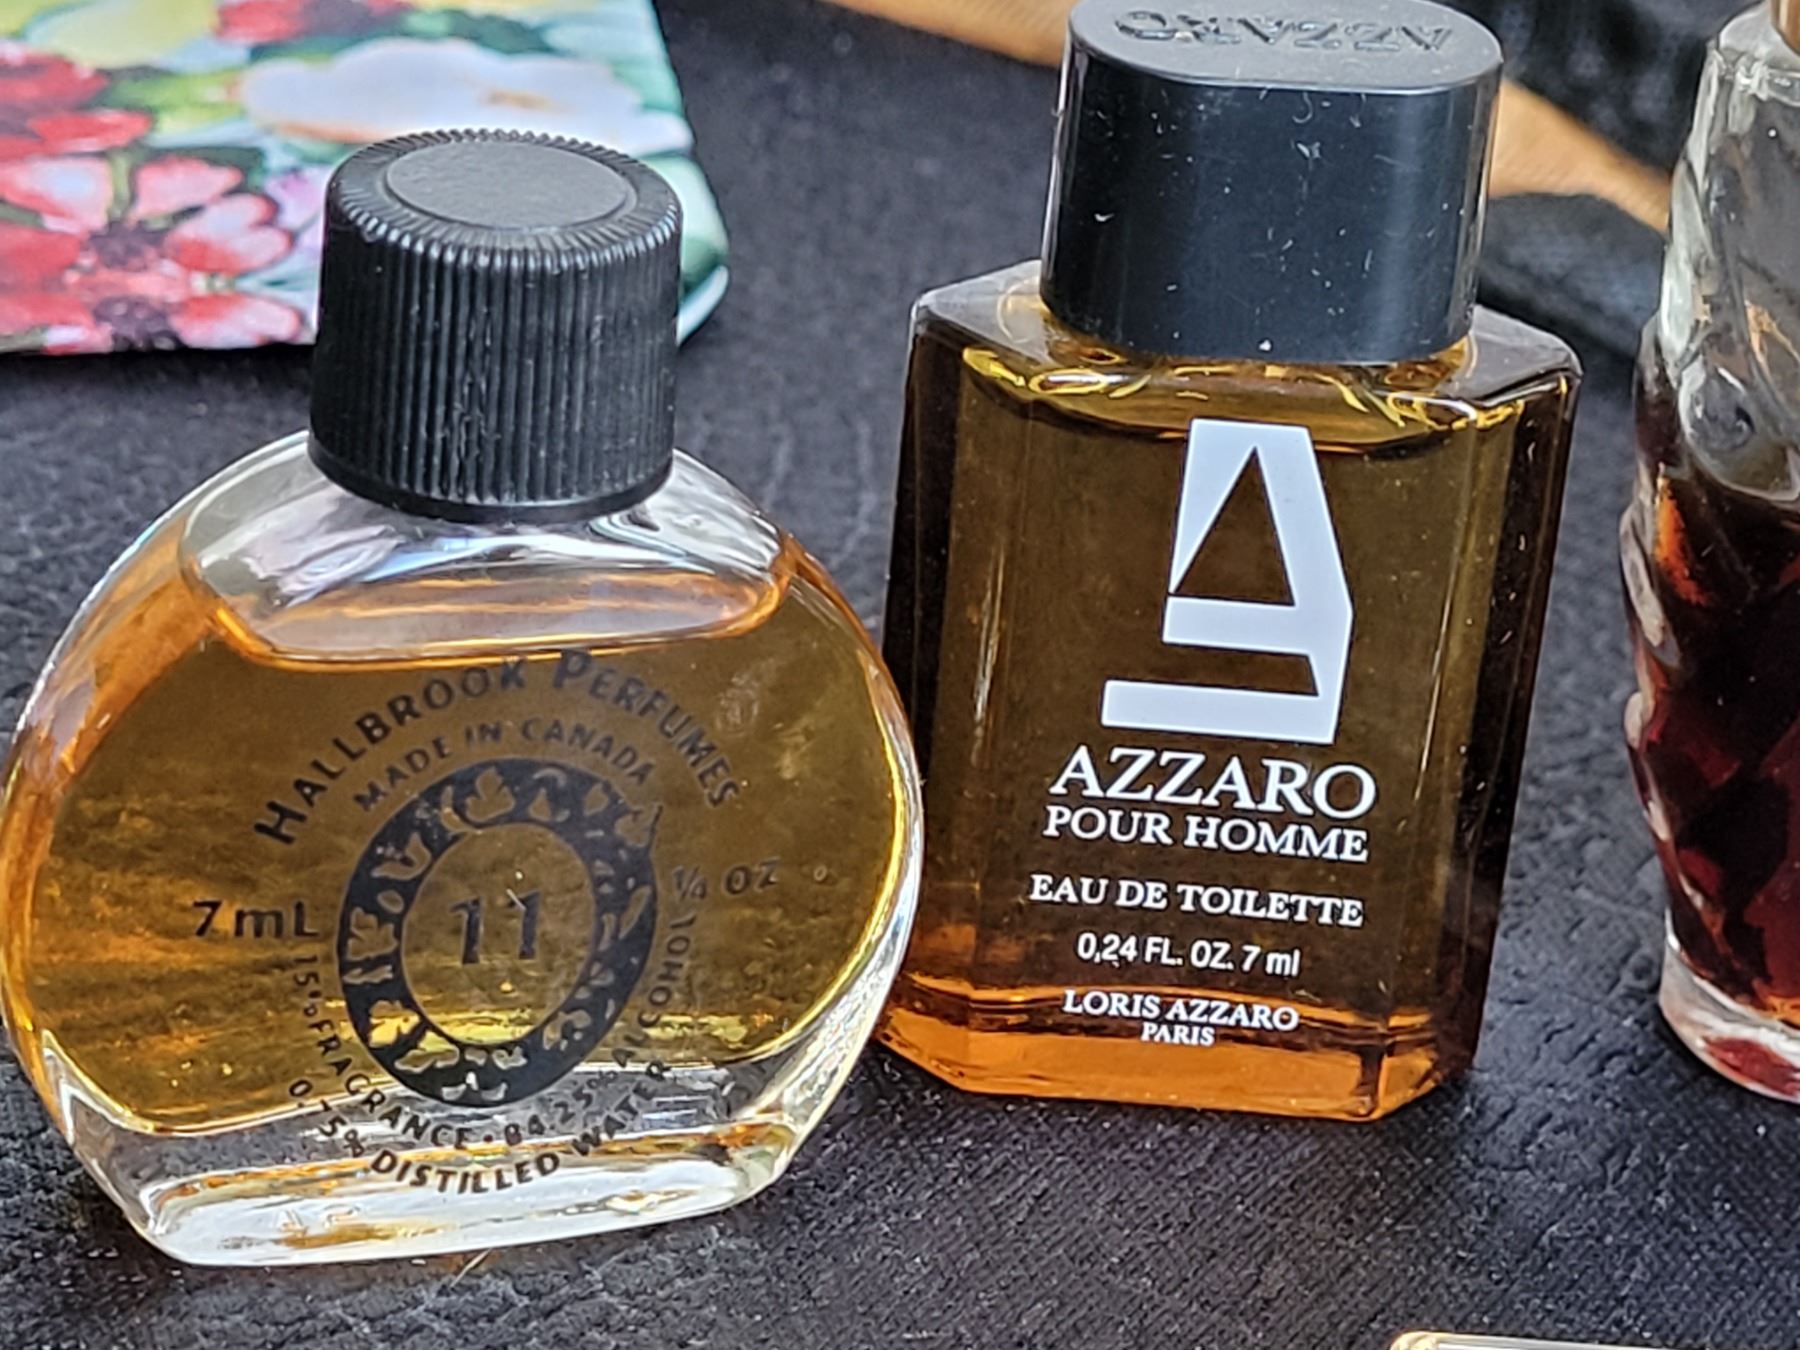 HALLBROOK PERFUMES
MADE IN CANADA
7mL
11
1/4 OZ
15% FRAGRANCE • 84.25% ALCOHOL
0.75% DISTILLED WATER
AZZARO
AZZARO
POUR HOMME
EAU DE TOILETTE
0,24 FL. OZ. 7 ml
LORIS AZZARO
PARIS